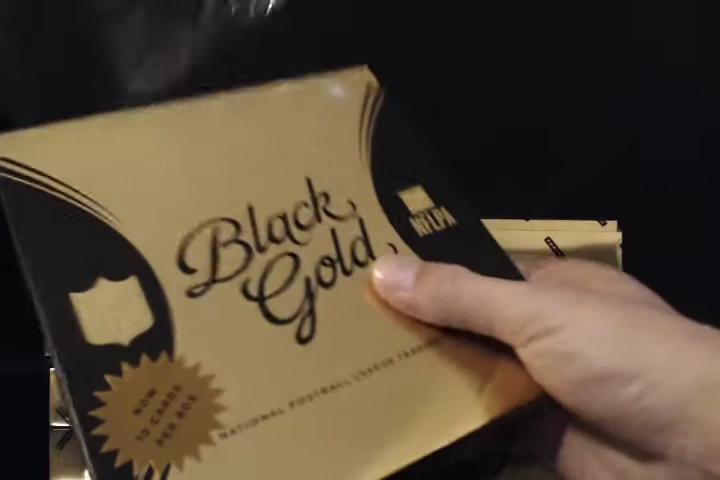 Black
Gold
NFLPA
NOW
10 CARDS
PER BOX
NATIONAL FOOTBALL LEAGUE